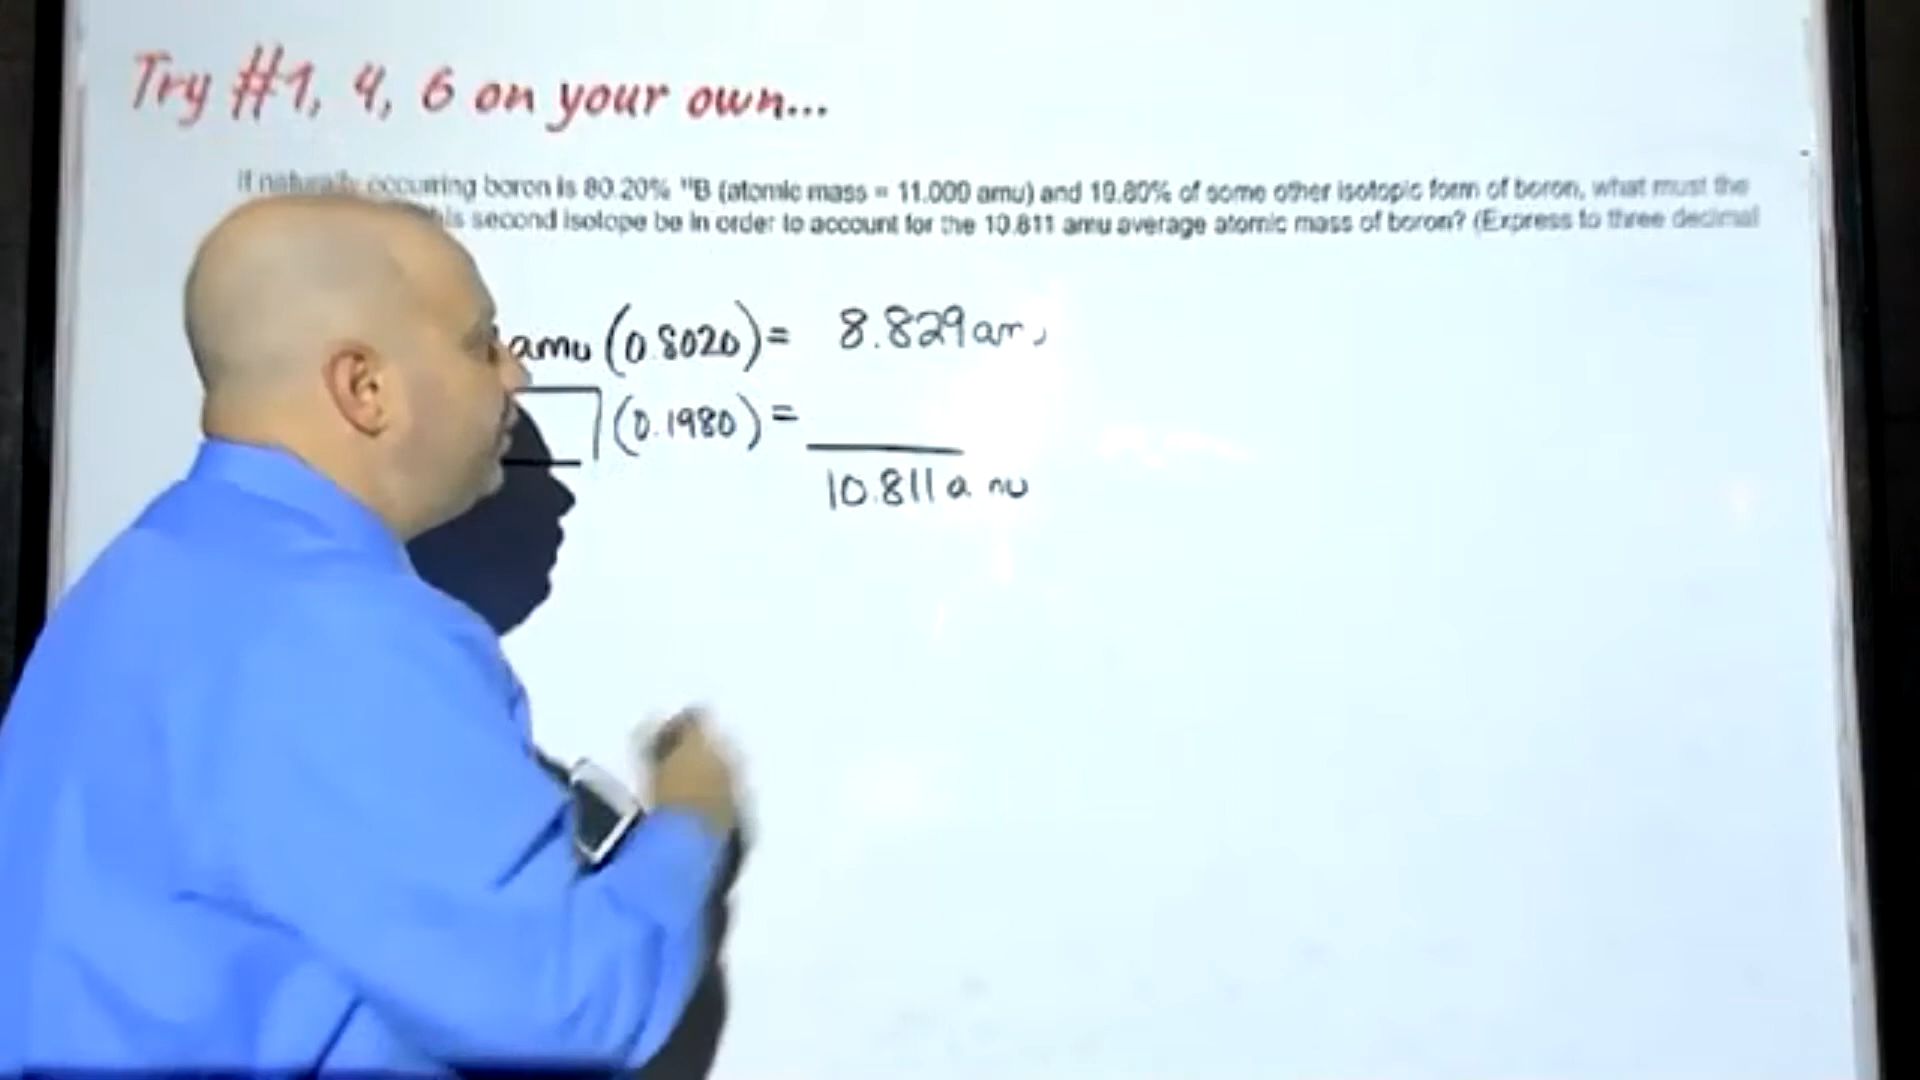 Try #1, 4, 6 on your own...
If naturally occurring boron is 80.20% ¹¹B (atomic mass = 11.000 amu) and 19.80% of some other isotopic form of boron, what must the
second isotope be in order to account for the 10.811 amu average atomic mass of boron? (Express to three decimal
amu (0.8020) = 8.829 am
(0.1980) =
10.811 a nu